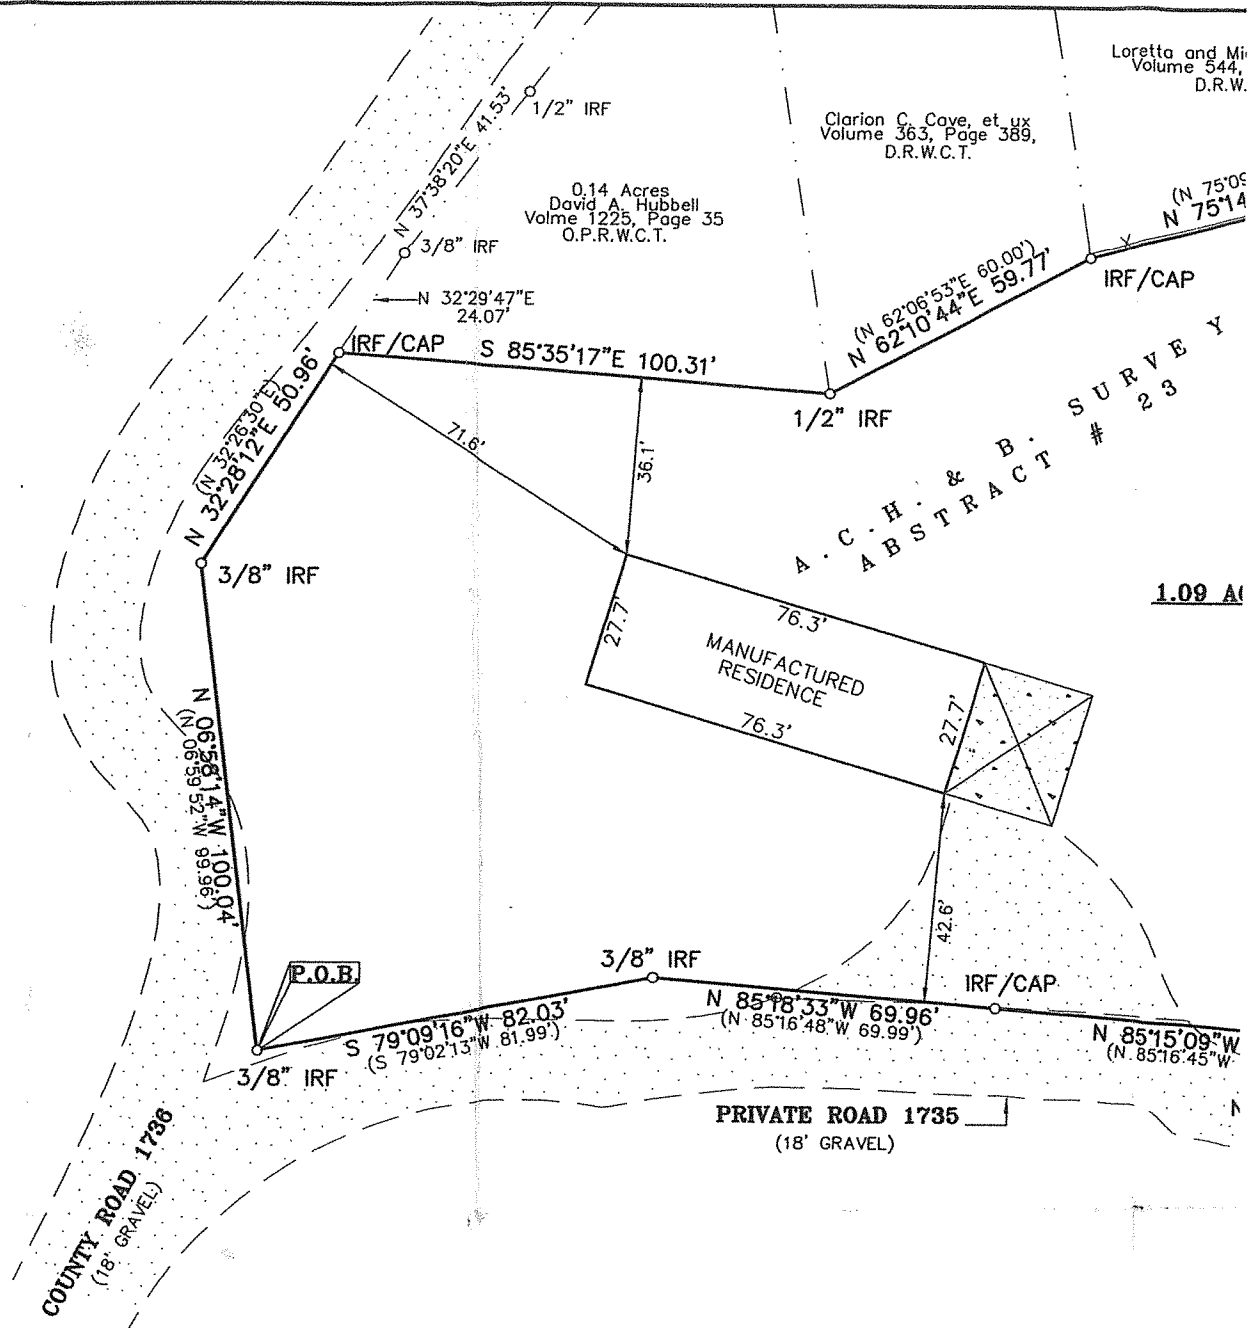 Loretta and Mi
Volume 544,
D.R.W.
Clarion C. Cave, et ux
Volume 363, Page 389,
D.R.W.C.T.
1/2" IRF
N 37°38'20"E 41.53'
0.14 Acres
David A. Hubbell
Volme 1225, Page 35
O.P.R.W.C.T.
(N 75°09
N 75°14
3/8" IRF
N 32°29'47"E
24.07'
(N 62°06'53"E 60.00')
N 62°10'44"E 59.77'
IRF/CAP
IRF/CAP
S 85°35'17"E 100.31'
1/2" IRF
(N 32°26'30"E)
N 32°28'12"E 50.96'
71.6'
36.1'
A. C. H. & B. SURVEY
ABSTRACT # 23
3/8" IRF
1.09 A
27.7'
76.3'
MANUFACTURED
RESIDENCE
76.3'
27.7'
N 06°58'14"W 100.04'
(N 06°59'52"W 99.96')
42.6'
P.O.B.
3/8" IRF
IRF/CAP
S 79°09'16"W 82.03'
(S 79°02'13"W 81.99')
N 85°18'33"W 69.96'
(N 85°16'48"W 69.99')
N 85°15'09"W
(N 85°16'45"W
3/8" IRF
PRIVATE ROAD 1735
(18' GRAVEL)
N
COUNTY ROAD 1736
(18' GRAVEL)